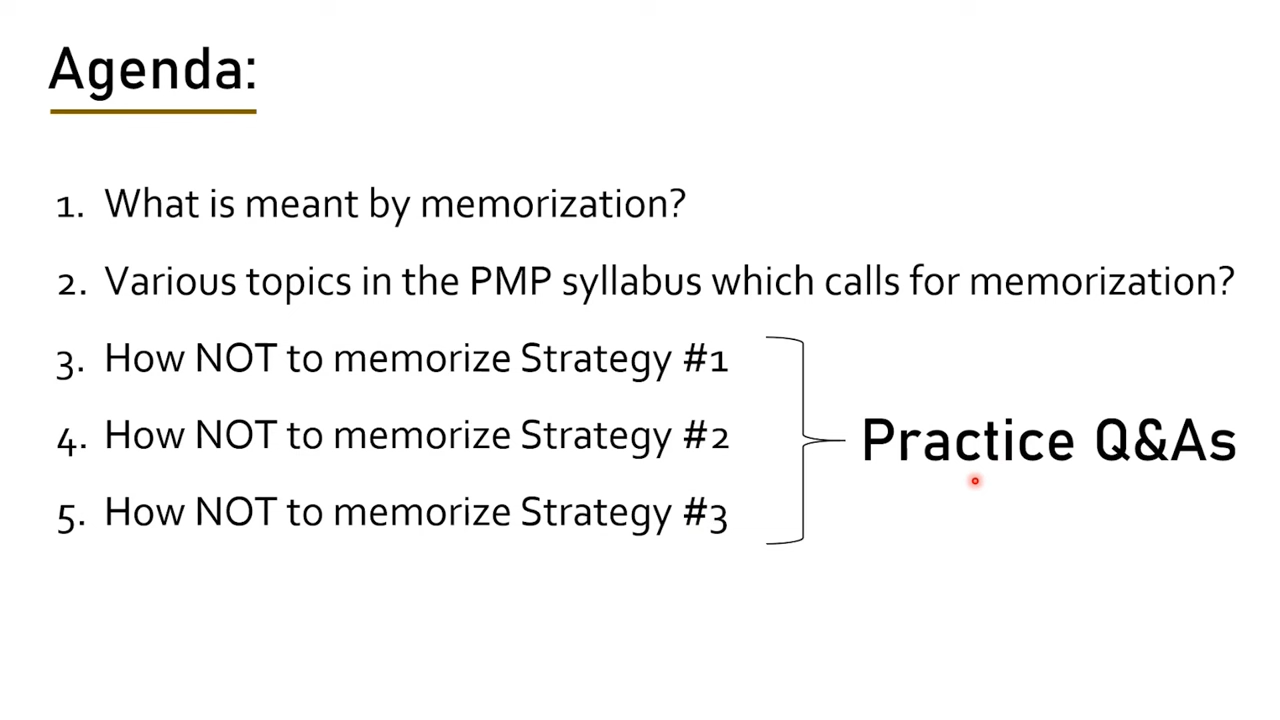 Agenda:
1. What is meant by memorization?
2. Various topics in the PMP syllabus which calls for memorization?
3. How NOT to memorize Strategy #1
4. How NOT to memorize Strategy #2
5. How NOT to memorize Strategy #3
Practice Q&As